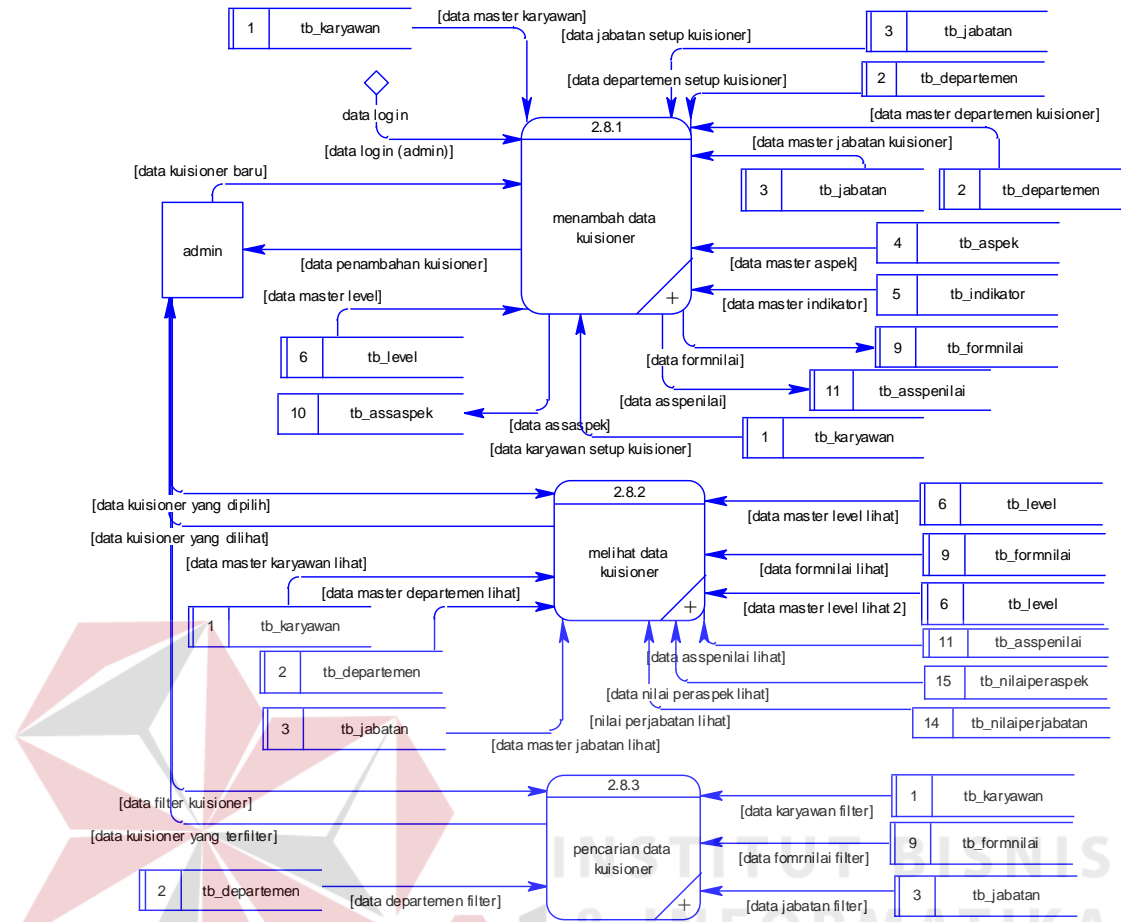 [data master karyawan]
1 tb_karyawan
[data jabatan setup kuisioner]
3 tb_jabatan
[data departemen setup kuisioner]
2 tb_departemen
data login
[data login (admin)]
2.8.1
menambah data
kuisioner
[data master departemen kuisioner]
[data master jabatan kuisioner]
3 tb_jabatan
2 tb_departemen
[data kuisioner baru]
admin
[data penambahan kuisioner]
4 tb_aspek
[data master aspek]
5 tb_indikator
[data master indikator]
[data master level]
+
6 tb_level
9 tb_formnilai
[data formnilai]
11 tb_asspenilai
[data asspenilai]
10 tb_assaspek
[data assaspek]
1 tb_karyawan
[data karyawan setup kuisioner]
2.8.2
melihat data
kuisioner
+
[data kuisioner yang dipilih]
[data kuisioner yang dilihat]
6 tb_level
[data master level lihat]
9 tb_formnilai
[data formnilai lihat]
6 tb_level
[data master level lihat 2]
[data master karyawan lihat]
[data master departemen lihat]
1 tb_karyawan
2 tb_departemen
3 tb_jabatan
[data master jabatan lihat]
11 tb_asspenilai
[data asspenilai lihat]
15 tb_nilaiperaspek
[data nilai peraspek lihat]
14 tb_nilaiperjabatan
[nilai perjabatan lihat]
2.8.3
pencarian data
kuisioner
+
[data filter kuisioner]
[data kuisioner yang terfilter]
1 tb_karyawan
[data karyawan filter]
9 tb_formnilai
[data fomrnilai filter]
2 tb_departemen
[data departemen filter]
3 tb_jabatan
[data jabatan filter]
INSTITUT BISNIS
& INFORMATIKA